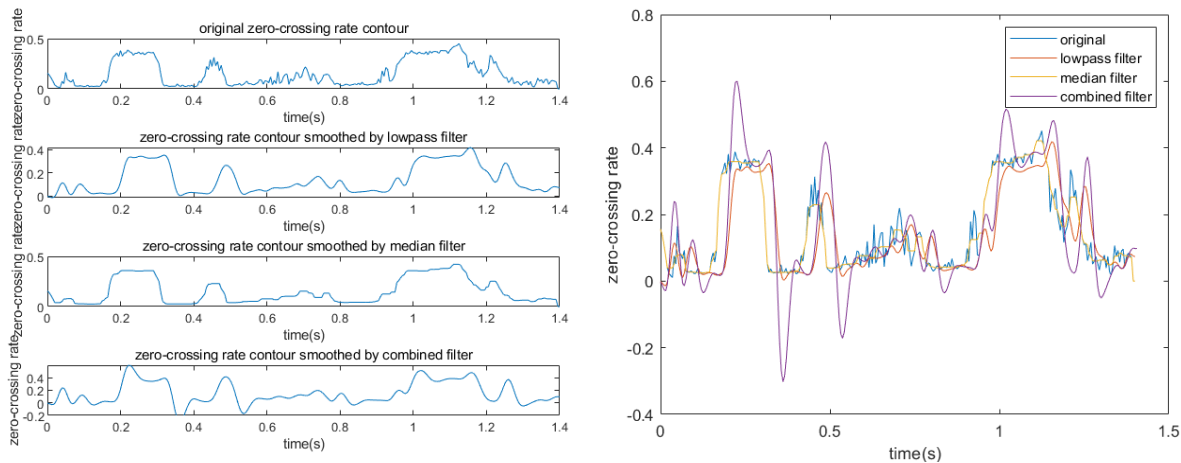 original zero-crossing rate contour
zero-crossing rate
0.5
0
0 0.2 0.4 0.6 0.8 1 1.2 1.4
time(s)
zero-crossing rate contour smoothed by lowpass filter
zero-crossing rate
0.4
0.2
0
0 0.2 0.4 0.6 0.8 1 1.2 1.4
time(s)
zero-crossing rate contour smoothed by median filter
zero-crossing rate
0.5
0
0 0.2 0.4 0.6 0.8 1 1.2 1.4
time(s)
zero-crossing rate contour smoothed by combined filter
zero-crossing rate
0.4
0.2
0
-0.2
0 0.2 0.4 0.6 0.8 1 1.2 1.4
time(s)
0.8
0.6
0.4
0.2
0
-0.2
-0.4
zero-crossing rate
original
lowpass filter
median filter
combined filter
0 0.5 1 1.5
time(s)